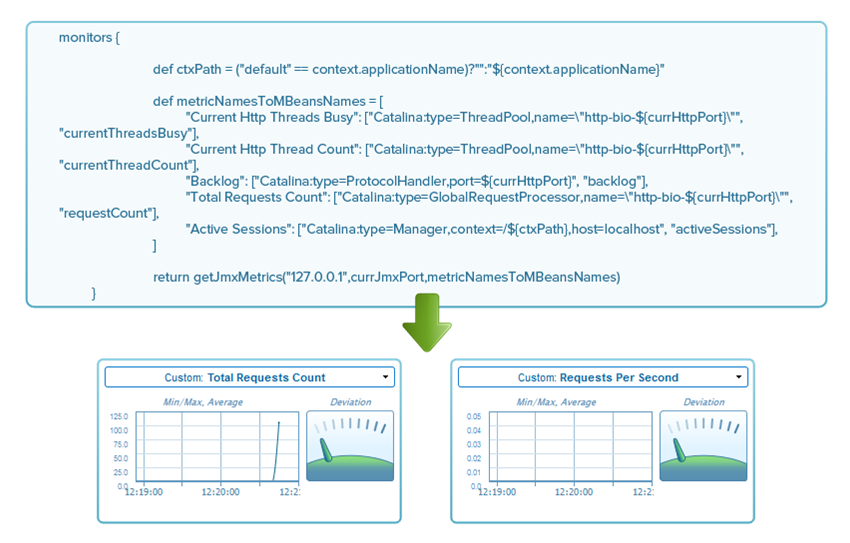 monitors {
def ctxPath = ("default" == context.applicationName)?"":"${context.applicationName}"
def metricNamesToMBeansNames = [
"Current Http Threads Busy": ["Catalina:type=ThreadPool,name=\"http-bio-${currHttpPort}\"",
"currentThreadsBusy"],
"Current Http Thread Count": ["Catalina:type=ThreadPool,name=\"http-bio-${currHttpPort}\"",
"currentThreadCount"],
"Backlog": ["Catalina:type=ProtocolHandler,port=${currHttpPort}", "backlog"],
"Total Requests Count": ["Catalina:type=GlobalRequestProcessor,name=\"http-bio-${currHttpPort}\"",
"requestCount"],
"Active Sessions": ["Catalina:type=Manager,context=/${ctxPath},host=localhost", "activeSessions"],
]
return getJmxMetrics("127.0.0.1",currJmxPort,metricNamesToMBeansNames)
}
Custom: Total Requests Count
Min/Max, Average Deviation
125.0
100.0
75.0
50.0
25.0
0.0
12:19:00 12:20:00 12:2
Custom: Requests Per Second
Min/Max, Average Deviation
0.05
0.04
0.03
0.02
0.01
0.0
12:19:00 12:20:00 12:2